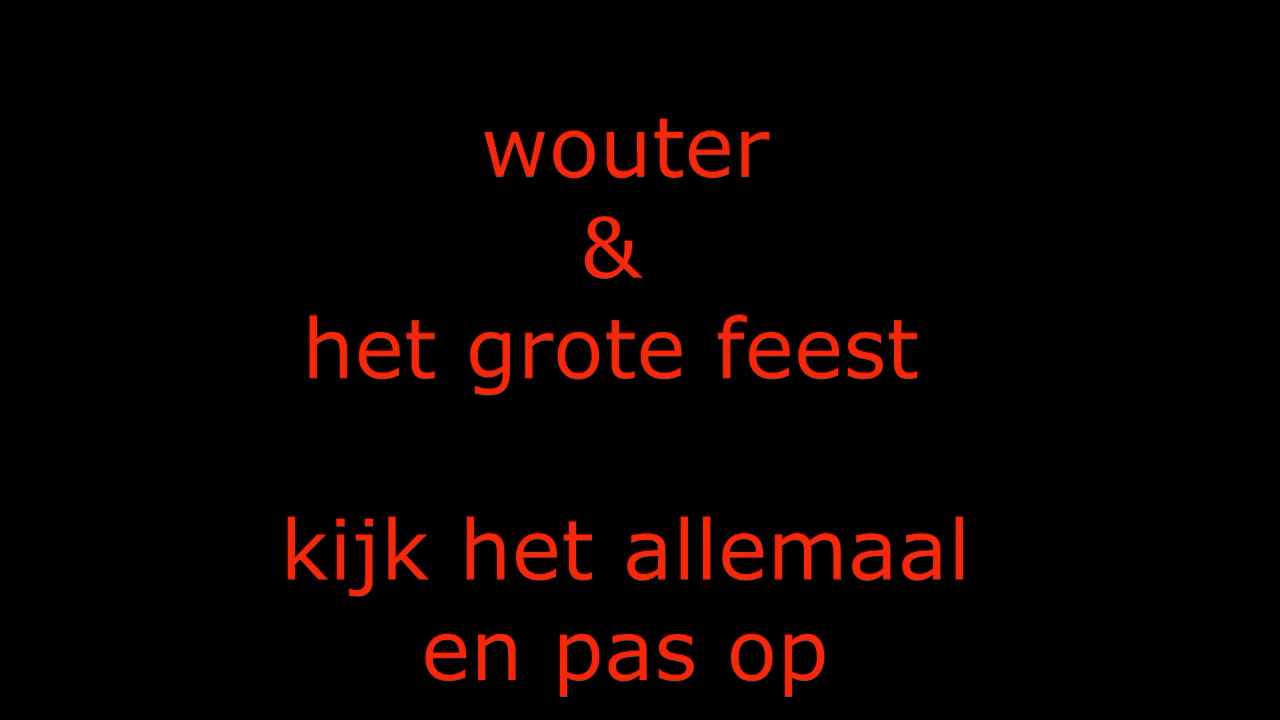 wouter
&
het grote feest
kijk het allemaal
en pas op